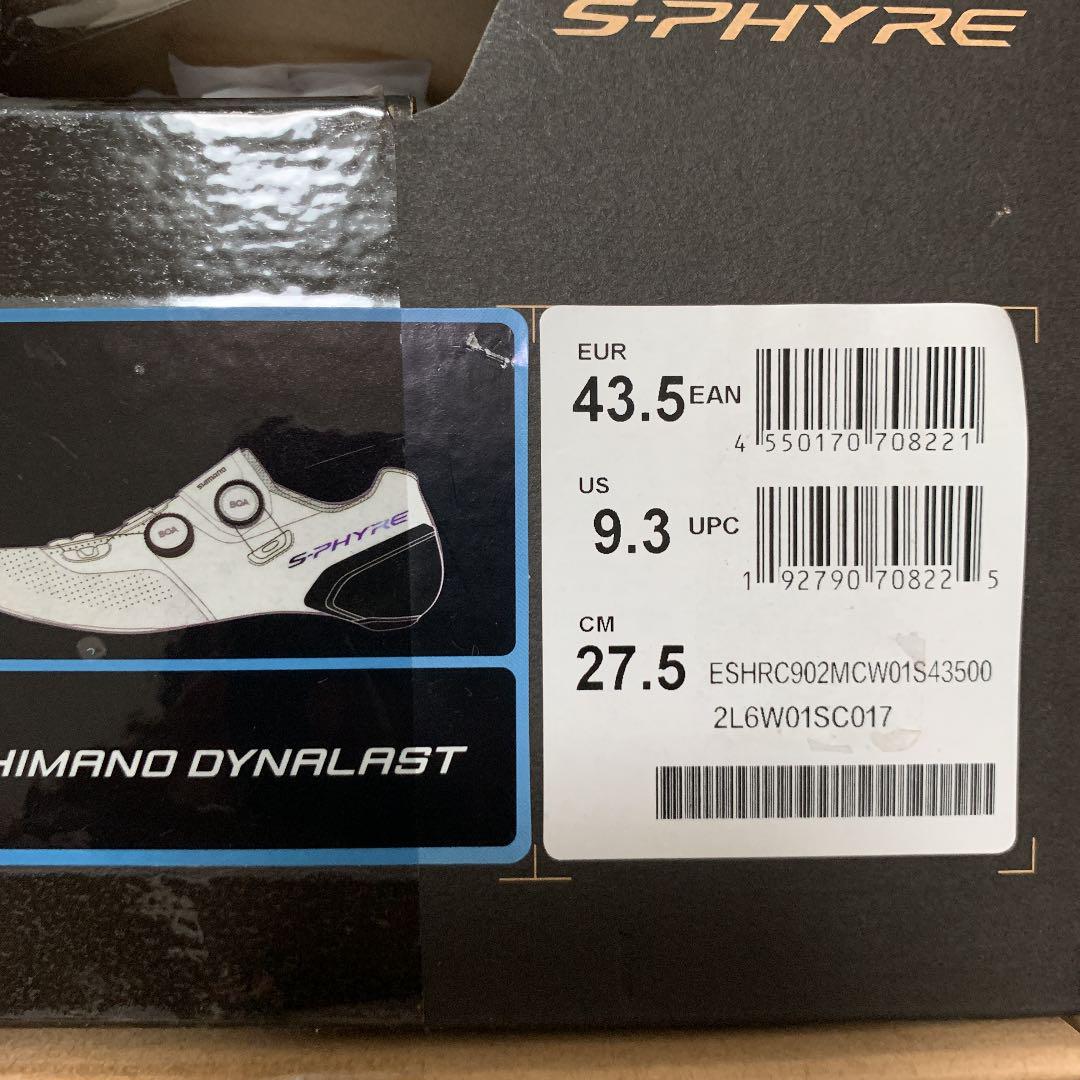 S-PHYRE
EUR
43.5 EAN
4 550170 708221
US
9.3 UPC
1 92790 70822 5
CM
27.5 ESHRC902MCW01S43500
2L6W01SC017
SHIMANO
BOA
BOA
S-PHYRE
HIMANO DYNALAST